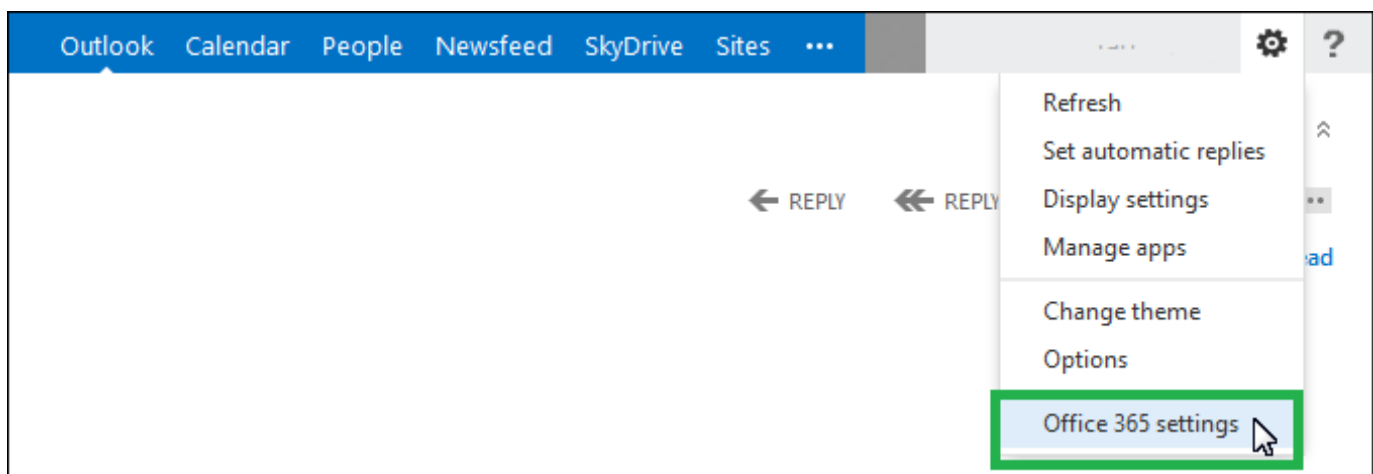 Outlook Calendar People Newsfeed SkyDrive Sites ••• ?
Refresh
Set automatic replies
REPLY REPLY Display settings ••
Manage apps
ead
Change theme
Options
Office 365 settings